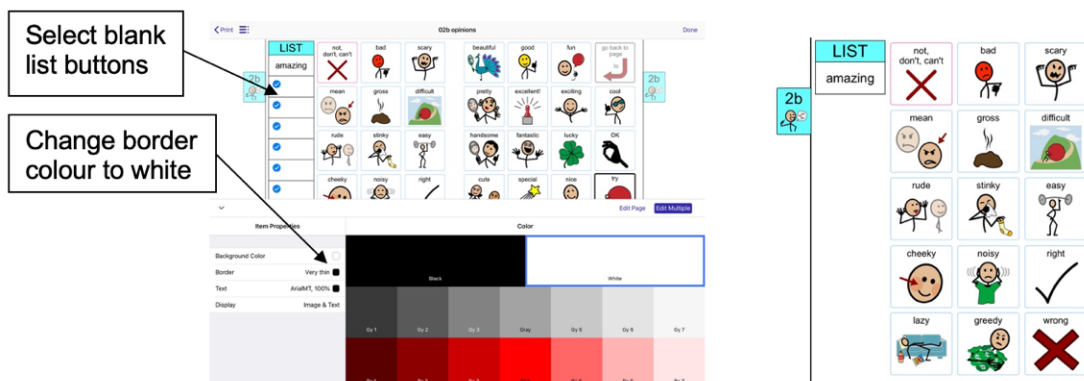 Select blank
list buttons
Change border
colour to white
Print
02b opinions
Done
LIST
amazing
2b
not,
don't, can't
bad
scary
beautiful
good
fun
go back to
page
to
2b
mean
gross
difficult
pretty
excellent!
exciting
cool
rude
stinky
easy
handsome
fantastic
lucky
OK
cheeky
noisy
right
cute
special
nice
try
Edit Page
Edit Multiple
Item Properties
Color
Background Color
Border
Very thin
Text
ArialMT, 100%
Display
Image & Text
Black
White
Gy 1
Gy 2
Gy 3
Gray
Gy 5
Gy 6
Gy 7
LIST
amazing
2b
not,
don't, can't
bad
scary
mean
gross
difficult
rude
stinky
easy
cheeky
noisy
right
lazy
greedy
wrong